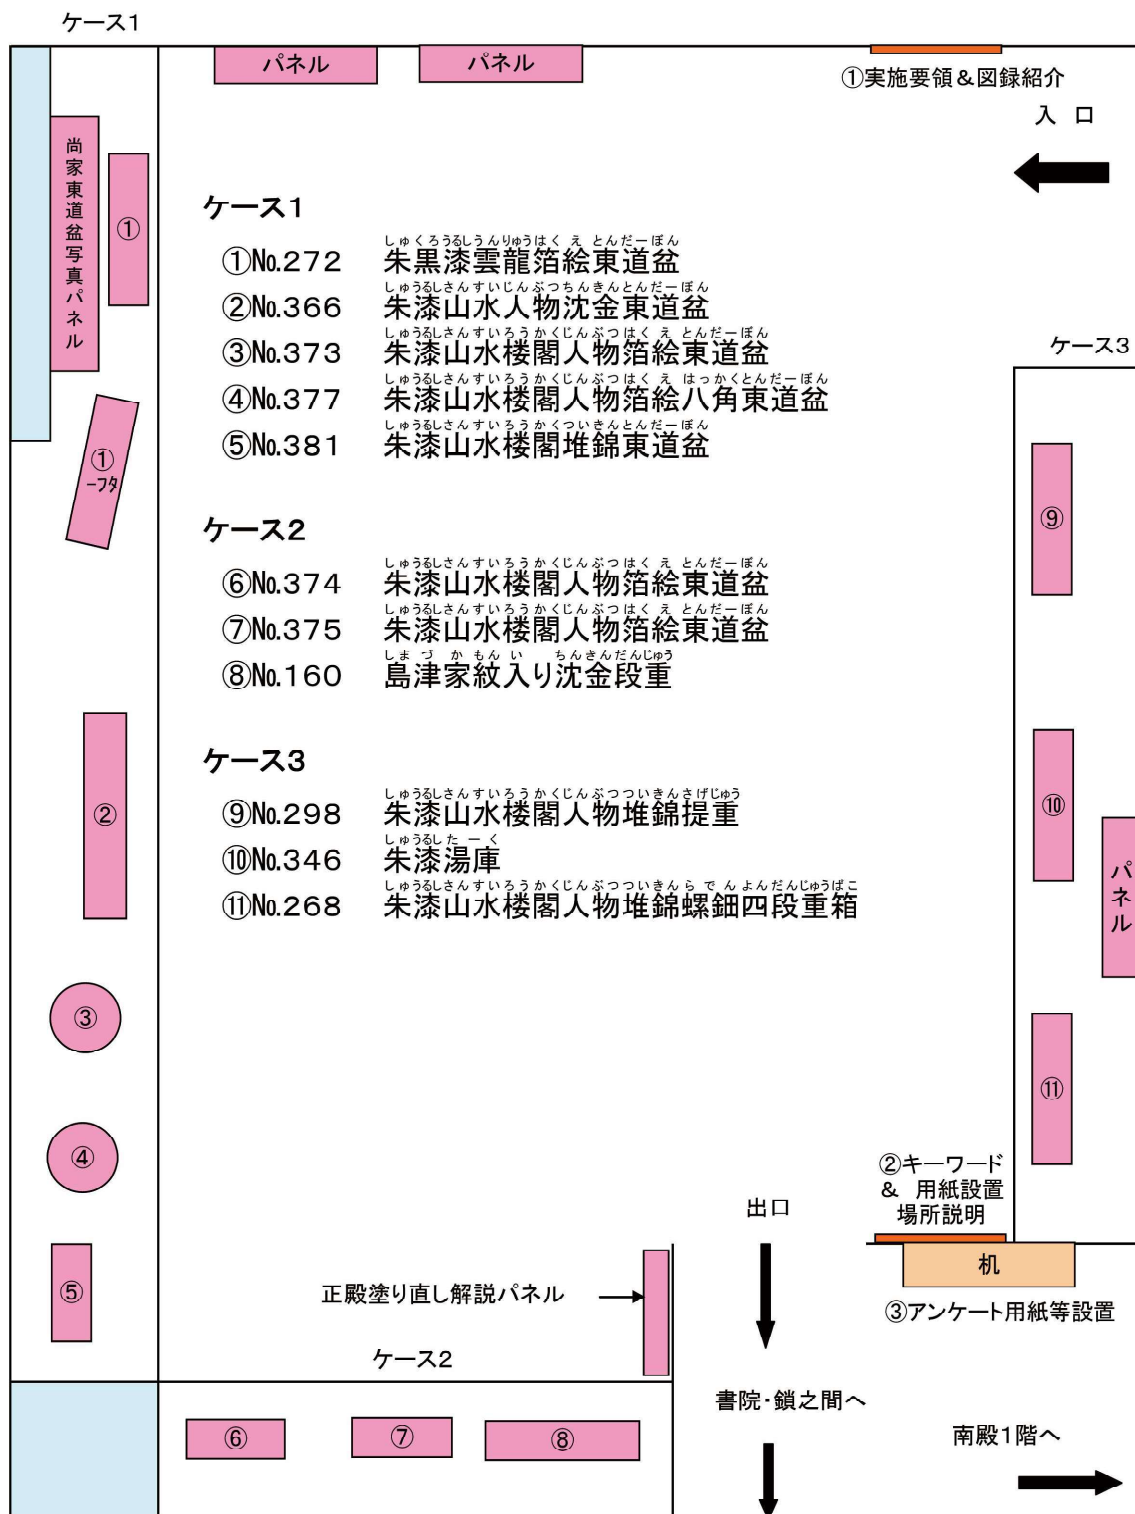 ケース1
パネル
パネル
①実施要領＆図録紹介
入 口
尚家東道盆写真パネル
①
①
-フタ
②
③
④
⑤
ケース1
しゅくろうるしうんりゅうはく え とんだーぼん
①No.272 朱黒漆雲龍箔絵東道盆
しゅうるしさんすいじんぶつちんきんとんだーぼん
②No.366 朱漆山水人物沈金東道盆
しゅうるしさんすいろうかくじんぶつはく え とんだーぼん
③No.373 朱漆山水楼閣人物箔絵東道盆
しゅうるしさんすいろうかくじんぶつはく え はっかくとんだーぼん
④No.377 朱漆山水楼閣人物箔絵八角東道盆
しゅうるしさんすいろうかくついきんとんだーぼん
⑤No.381 朱漆山水楼閣堆錦東道盆
ケース2
しゅうるしさんすいろうかくじんぶつはく え とんだーぼん
⑥No.374 朱漆山水楼閣人物箔絵東道盆
しゅうるしさんすいろうかくじんぶつはく え とんだーぼん
⑦No.375 朱漆山水楼閣人物箔絵東道盆
しま づ か もん い ちんきんだんじゅう
⑧No.160 島津家紋入り沈金段重
ケース3
しゅうるしさんすいろうかくじんぶつついきんさげじゅう
⑨No.298 朱漆山水楼閣人物堆錦提重
しゅうるし た ー く
⑩No.346 朱漆湯庫
しゅうるしさんすいろうかくじんぶつついきん ら で ん よんだんじゅうばこ
⑪No.268 朱漆山水楼閣人物堆錦螺鈿四段重箱
ケース3
⑨
⑩
パネル
⑪
②キーワード
＆ 用紙設置
場所説明
机
③アンケート用紙等設置
出口
正殿塗り直し解説パネル
ケース2
⑥
⑦
⑧
書院・鎖之間へ
南殿1階へ